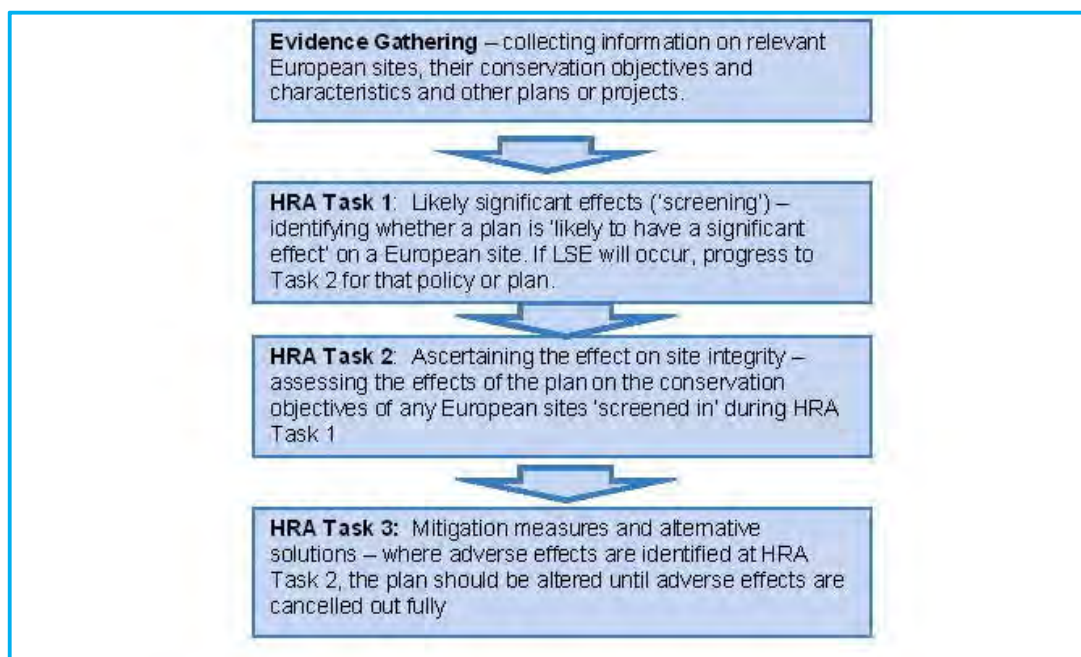 Evidence Gathering – collecting information on relevant
European sites, their conservation objectives and
characteristics and other plans or projects.
HRA Task 1: Likely significant effects ('screening') –
identifying whether a plan is 'likely to have a significant
effect' on a European site. If LSE will occur, progress to
Task 2 for that policy or plan.
HRA Task 2: Ascertaining the effect on site integrity –
assessing the effects of the plan on the conservation
objectives of any European sites 'screened in' during HRA
Task 1
HRA Task 3: Mitigation measures and alternative
solutions – where adverse effects are identified at HRA
Task 2, the plan should be altered until adverse effects are
cancelled out fully